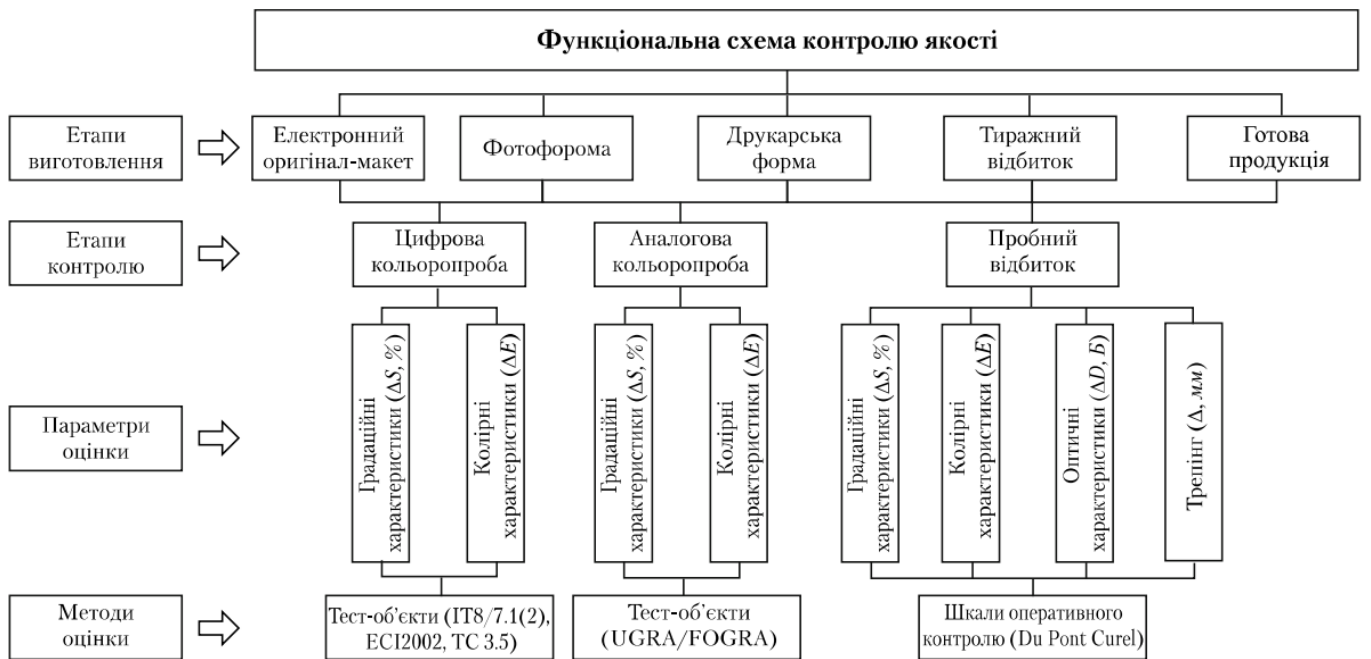 Функціональна схема контролю якості
Етапи
виготовлення
Електронний
оригінал-макет
Фотофорома
Друкарська
форма
Тиражний
відбиток
Готова
продукція
Етапи
контролю
Цифрова
кольоропроба
Аналогова
кольоропроба
Пробний
відбиток
Параметри
оцінки
Градаційні
характеристики (ΔS, %)
Колірні
характеристики (ΔE)
Градаційні
характеристики (ΔS, %)
Колірні
характеристики (ΔE)
Градаційні
характеристики (ΔS, %)
Колірні
характеристики (ΔE)
Оптичні
характеристики (ΔD, Б)
Трепінг (Δ, мм)
Методи
оцінки
Тест-об’єкти (IT8/7.1(2),
ECI2002, TC 3.5)
Тест-об’єкти
(UGRA/FOGRA)
Шкали оперативного
контролю (Du Pont Curel)